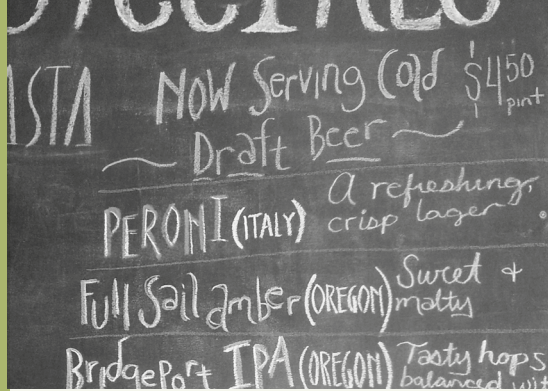 ASTA
NOW Serving Cold $4.50 pint
Draft Beer
PERONI (ITALY) A refreshing, crisp lager
Full Sail amber (OREGON) Sweet & malty
Bridgeport IPA (OREGON) Tasty hops
balanced